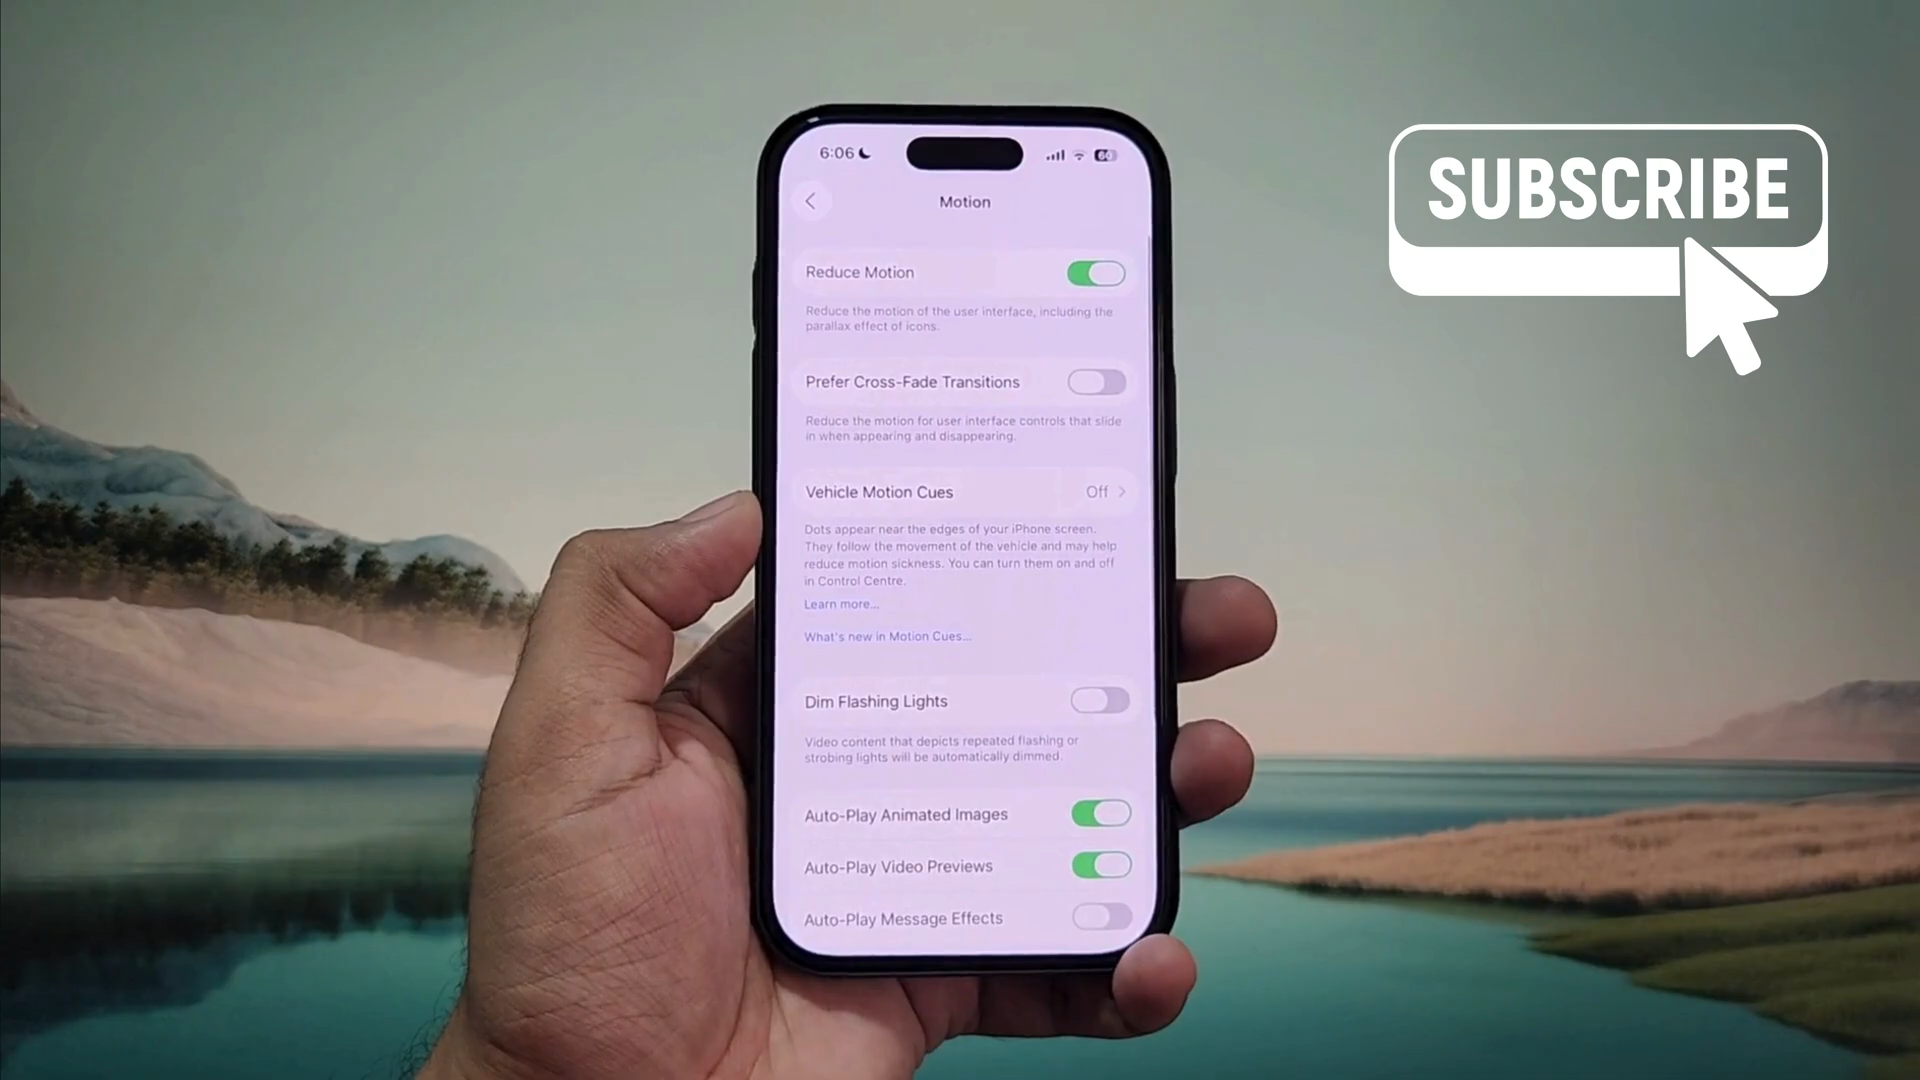 6:06
Motion
Reduce Motion
Reduce the motion of the user interface, including the
parallax effect of icons.
Prefer Cross-Fade Transitions
Reduce the motion for user interface controls that slide
in when appearing and disappearing.
Vehicle Motion Cues
Off
Dots appear near the edges of your iPhone screen.
They follow the movement of the vehicle and may help
reduce motion sickness. You can turn them on and off
in Control Centre.
Learn more...
What's new in Motion Cues...
Dim Flashing Lights
Video content that depicts repeated flashing or
strobing lights will be automatically dimmed.
Auto-Play Animated Images
Auto-Play Video Previews
Auto-Play Message Effects
SUBSCRIBE